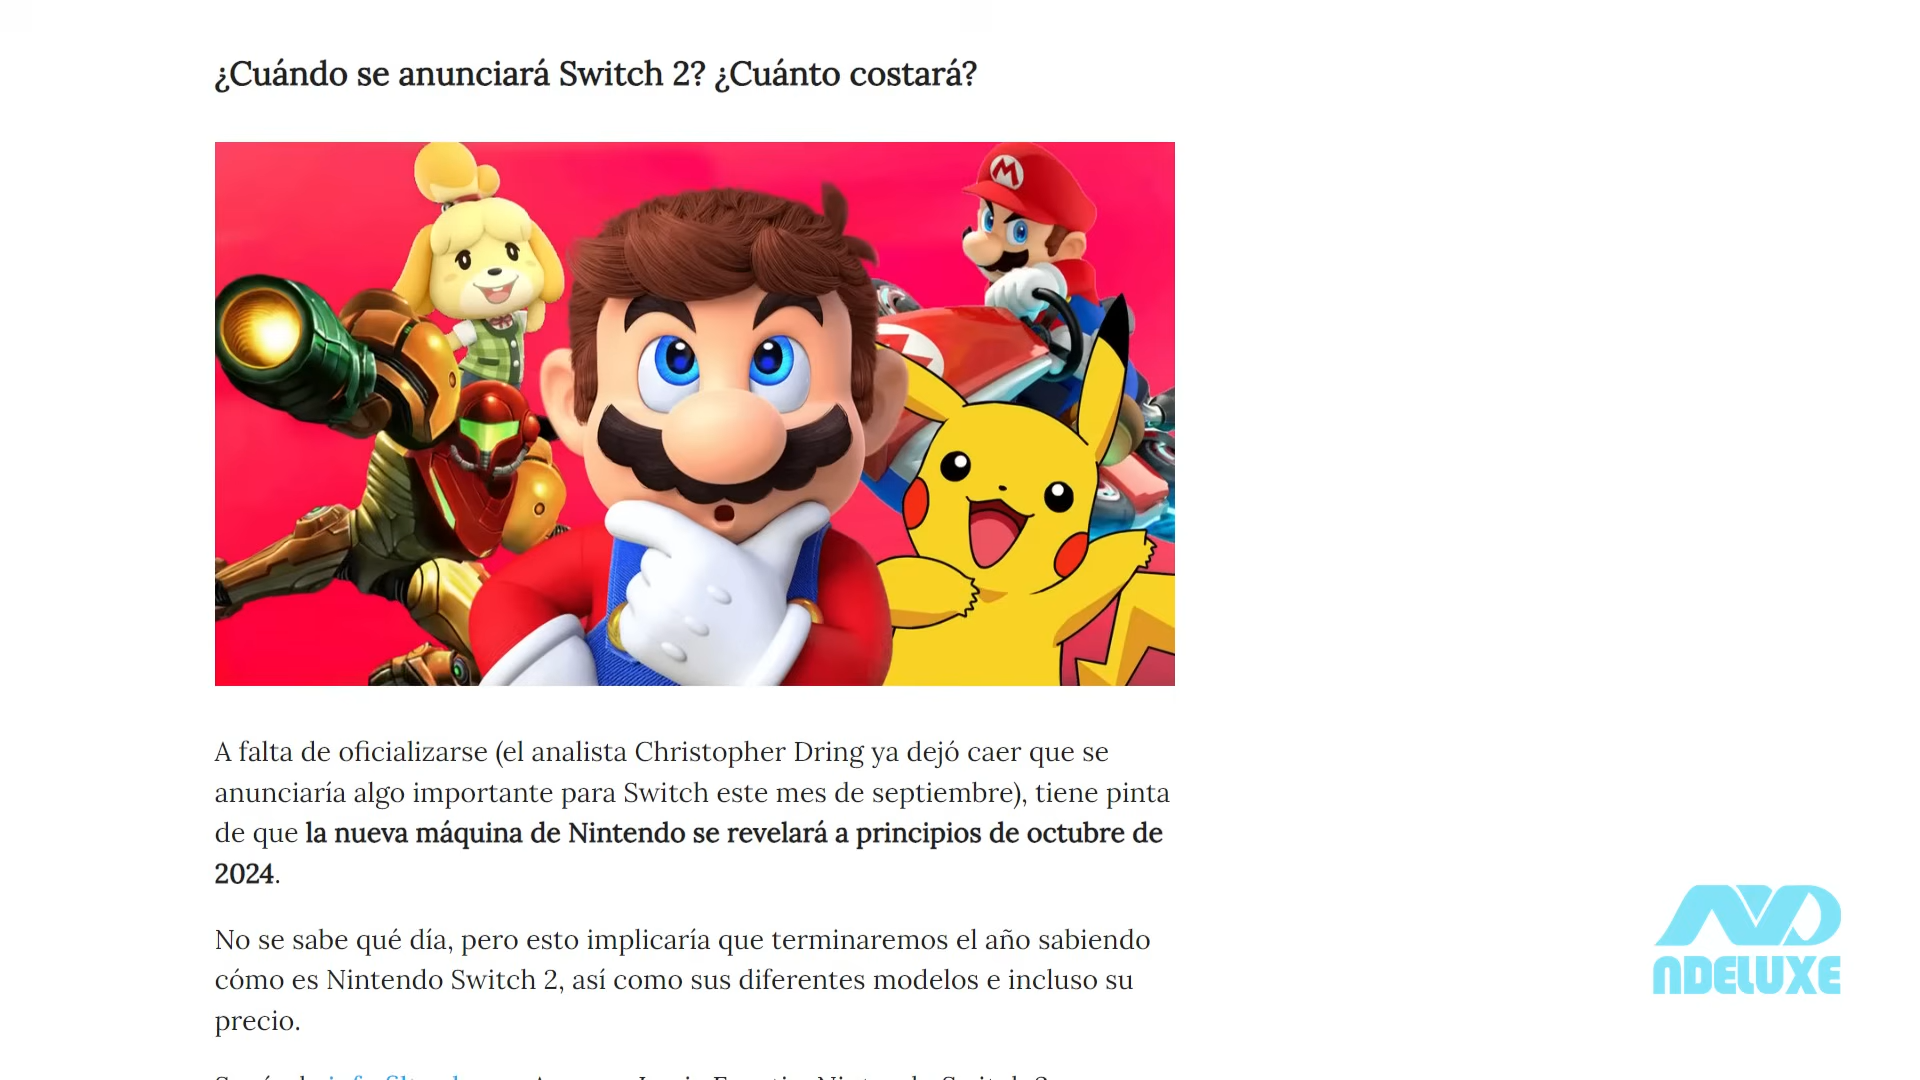 ¿Cuándo se anunciará Switch 2? ¿Cuánto costará?
M
M
A falta de oficializarse (el analista Christopher Dring ya dejó caer que se
anunciaría algo importante para Switch este mes de septiembre), tiene pinta
de que la nueva máquina de Nintendo se revelará a principios de octubre de
2024.
No se sabe qué día, pero esto implicaría que terminaremos el año sabiendo
cómo es Nintendo Switch 2, así como sus diferentes modelos e incluso su
precio.
ND
NDELUXE